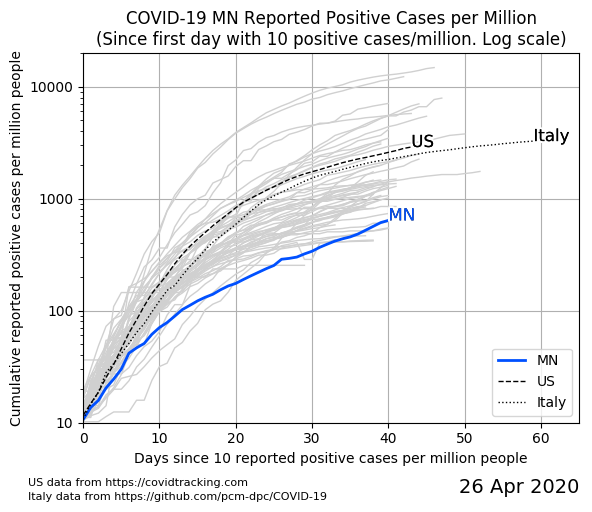 COVID-19 MN Reported Positive Cases per Million
(Since first day with 10 positive cases/million. Log scale)
Cumulative reported positive cases per million people
10000
1000
100
10
US
Italy
MN
MN
US
Italy
0
10
20
30
40
50
60
Days since 10 reported positive cases per million people
US data from https://covidtracking.com
Italy data from https://github.com/pcm-dpc/COVID-19
26 Apr 2020